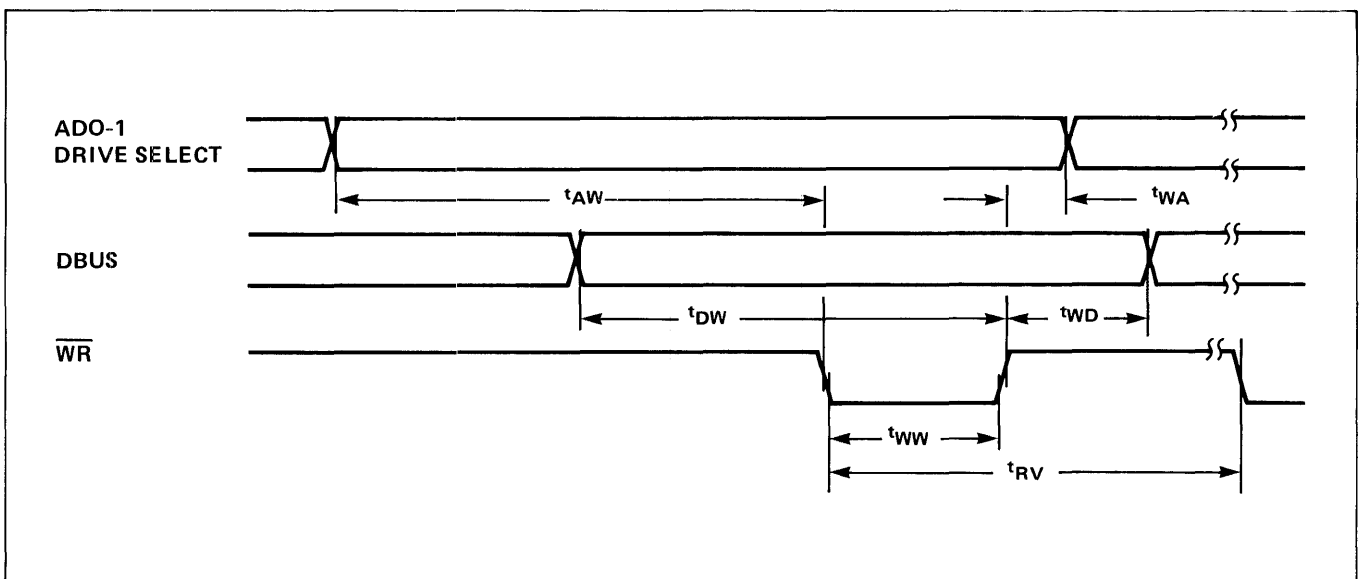 ADO-1
DRIVE SELECT
tAW
tWA
DBUS
tDW
tWD
WR
tWW
tRV